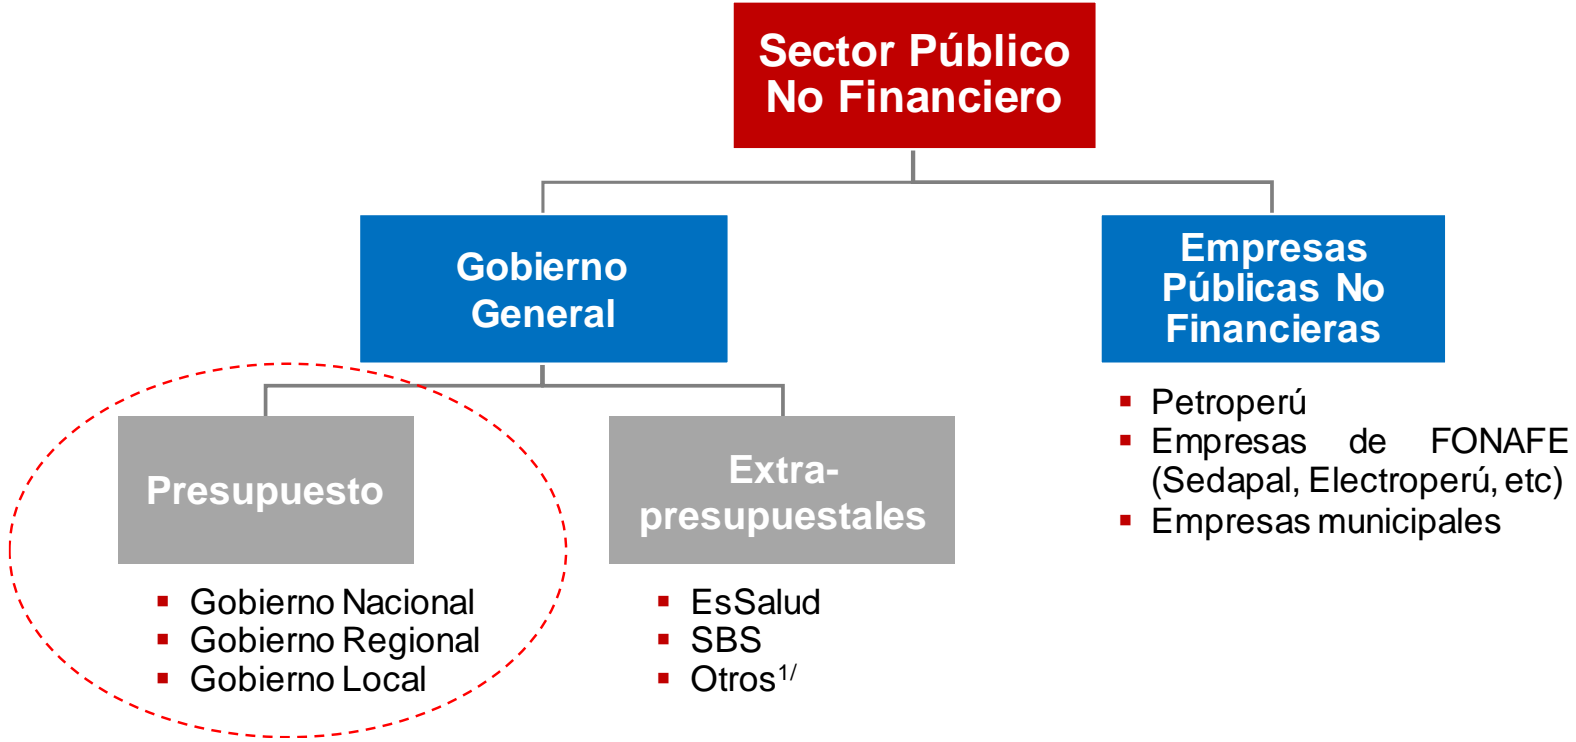 Sector Público
No Financiero
Gobierno
General
Empresas
Públicas No
Financieras
Presupuesto
Extra-
presupuestales
▪ Petroperú
▪ Empresas de FONAFE
(Sedapal, Electroperú, etc)
▪ Empresas municipales
▪ Gobierno Nacional
▪ Gobierno Regional
▪ Gobierno Local
▪ EsSalud
▪ SBS
▪ Otros1/